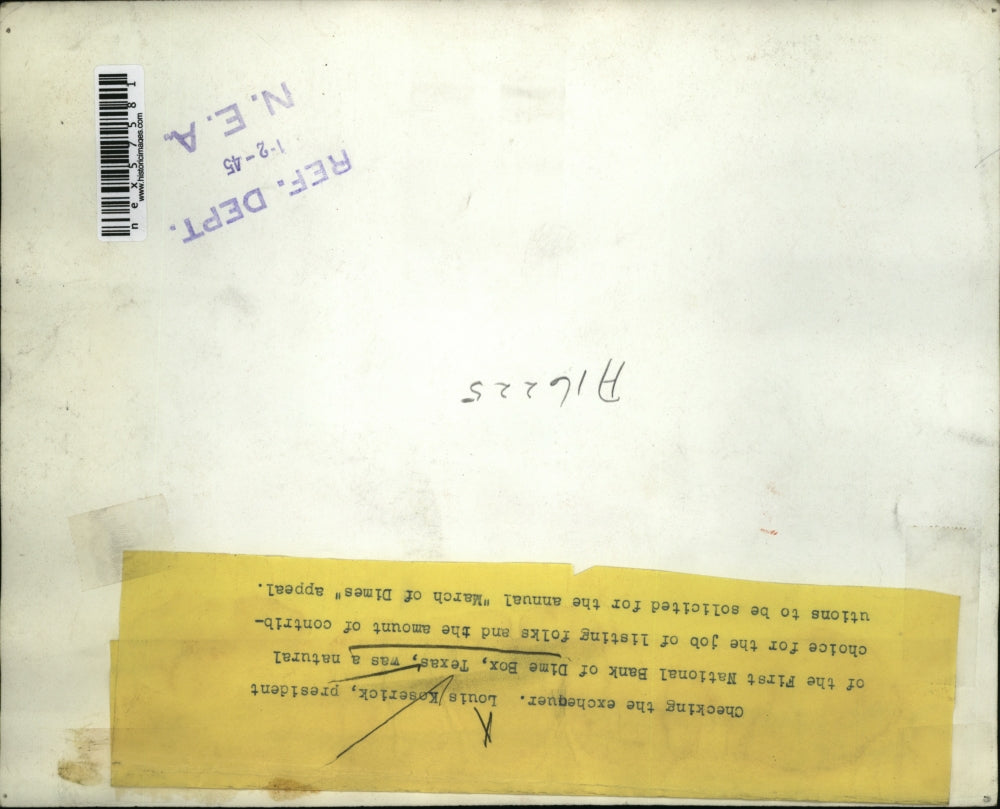 Checking the exchequer. Louis Koserick, president
of the First National Bank of Dime Box, Texas, was a natural
choice for the job of listing folks and the amount of contrib-
utions to be solicited for the annual "March of Dimes" appeal.
A16225
REF. DEPT.
1-2-45
N.E.A.
nex57581
www.historicimages.com